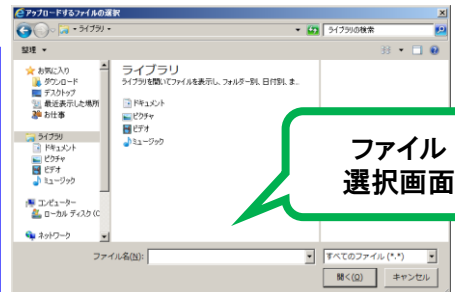 アップロードするファイルの選択
ライブラリ
ライブラリの検索
整理
お気に入り
ダウンロード
デスクトップ
最近表示した場所
お仕事
ライブラリ
ドキュメント
ピクチャ
ビデオ
ミュージック
コンピューター
ローカル ディスク (C
ネットワーク
ライブラリ
ライブラリを開いてファイルを表示し、フォルダー別、日付別、ま...
ドキュメント
ピクチャ
ビデオ
ミュージック
ファイル
選択画面
ファイル名(N):
すべてのファイル (*.*)
開く(O)
キャンセル